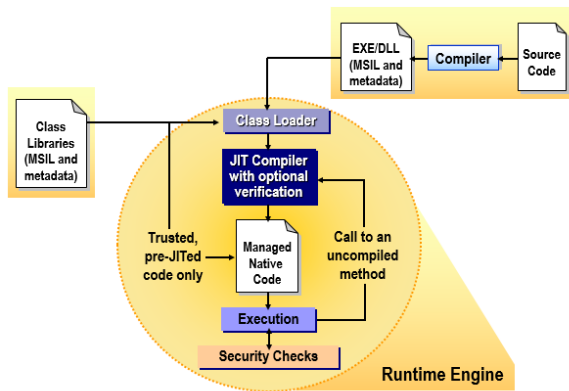 EXE/DLL
(MSIL and
metadata)
Compiler
Source
Code
Class
Libraries
(MSIL and
metadata)
Class Loader
JIT Compiler
with optional
verification
Trusted,
pre-JITed
code only
Managed
Native
Code
Call to an
uncompiled
method
Execution
Security Checks
Runtime Engine